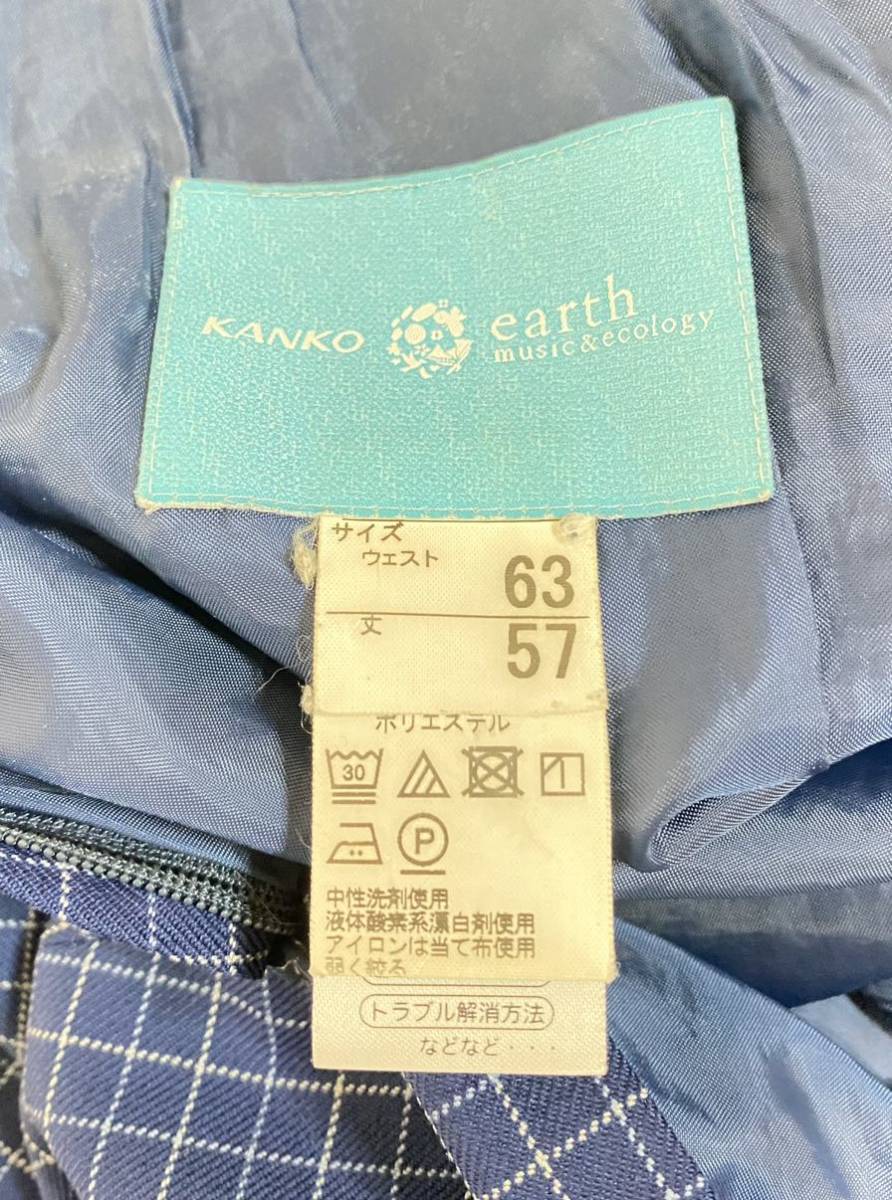 KANKO
earth
music&ecology
サイズ
ウェスト
63
丈
57
ポリエステル
30
P
中性洗剤使用
液体酸素系漂白剤使用
アイロンは当て布使用
弱く絞る
トラブル解消方法
などなど・・・